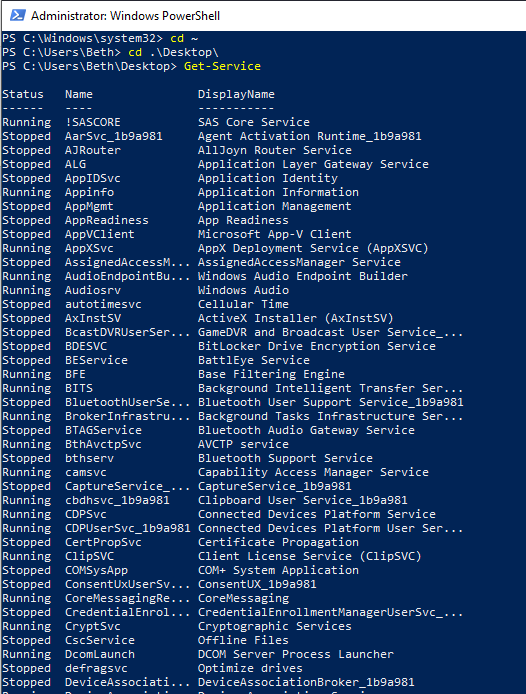 Administrator: Windows PowerShell
PS C:\Windows\system32> cd ~
PS C:\Users\Beth> cd .\Desktop\
PS C:\Users\Beth\Desktop> Get-Service
Status   Name               DisplayName
------   ----               -----------
Running  !SASCORE           SAS Core Service
Stopped  AarSvc_1b9a981     Agent Activation Runtime_1b9a981
Stopped  AJRouter           AllJoyn Router Service
Stopped  ALG                Application Layer Gateway Service
Stopped  AppIDSvc           Application Identity
Running  Appinfo            Application Information
Stopped  AppMgmt            Application Management
Stopped  AppReadiness       App Readiness
Stopped  AppVClient         Microsoft App-V Client
Running  AppXSvc            AppX Deployment Service (AppXSVC)
Stopped  AssignedAccessM... AssignedAccessManager Service
Running  AudioEndpointBu... Windows Audio Endpoint Builder
Running  Audiosrv           Windows Audio
Stopped  autotimesvc        Cellular Time
Stopped  AxInstSV           ActiveX Installer (AxInstSV)
Stopped  BcastDVRUserSer... GameDVR and Broadcast User Service_...
Stopped  BDESVC             BitLocker Drive Encryption Service
Stopped  BEService          BattlEye Service
Running  BFE                Base Filtering Engine
Running  BITS               Background Intelligent Transfer Ser...
Stopped  BluetoothUserSe... Bluetooth User Support Service_1b9a981
Running  BrokerInfrastru... Background Tasks Infrastructure Ser...
Stopped  BTAGService        Bluetooth Audio Gateway Service
Running  BthAvctpSvc        AVCTP service
Stopped  bthserv            Bluetooth Support Service
Running  camsvc             Capability Access Manager Service
Stopped  CaptureService_... CaptureService_1b9a981
Running  cbdhsvc_1b9a981    Clipboard User Service_1b9a981
Running  CDPSvc             Connected Devices Platform Service
Running  CDPUserSvc_1b9a981 Connected Devices Platform User Ser...
Stopped  CertPropSvc        Certificate Propagation
Running  ClipSVC            Client License Service (ClipSVC)
Stopped  COMSysApp          COM+ System Application
Stopped  ConsentUxUserSv... ConsentUX_1b9a981
Running  CoreMessagingRe... CoreMessaging
Stopped  CredentialEnrol... CredentialEnrollmentManagerUserSvc_...
Running  CryptSvc           Cryptographic Services
Stopped  CscService         Offline Files
Running  DcomLaunch         DCOM Server Process Launcher
Stopped  defragsvc          Optimize drives
Stopped  DeviceAssociati... DeviceAssociationBroker_1b9a981